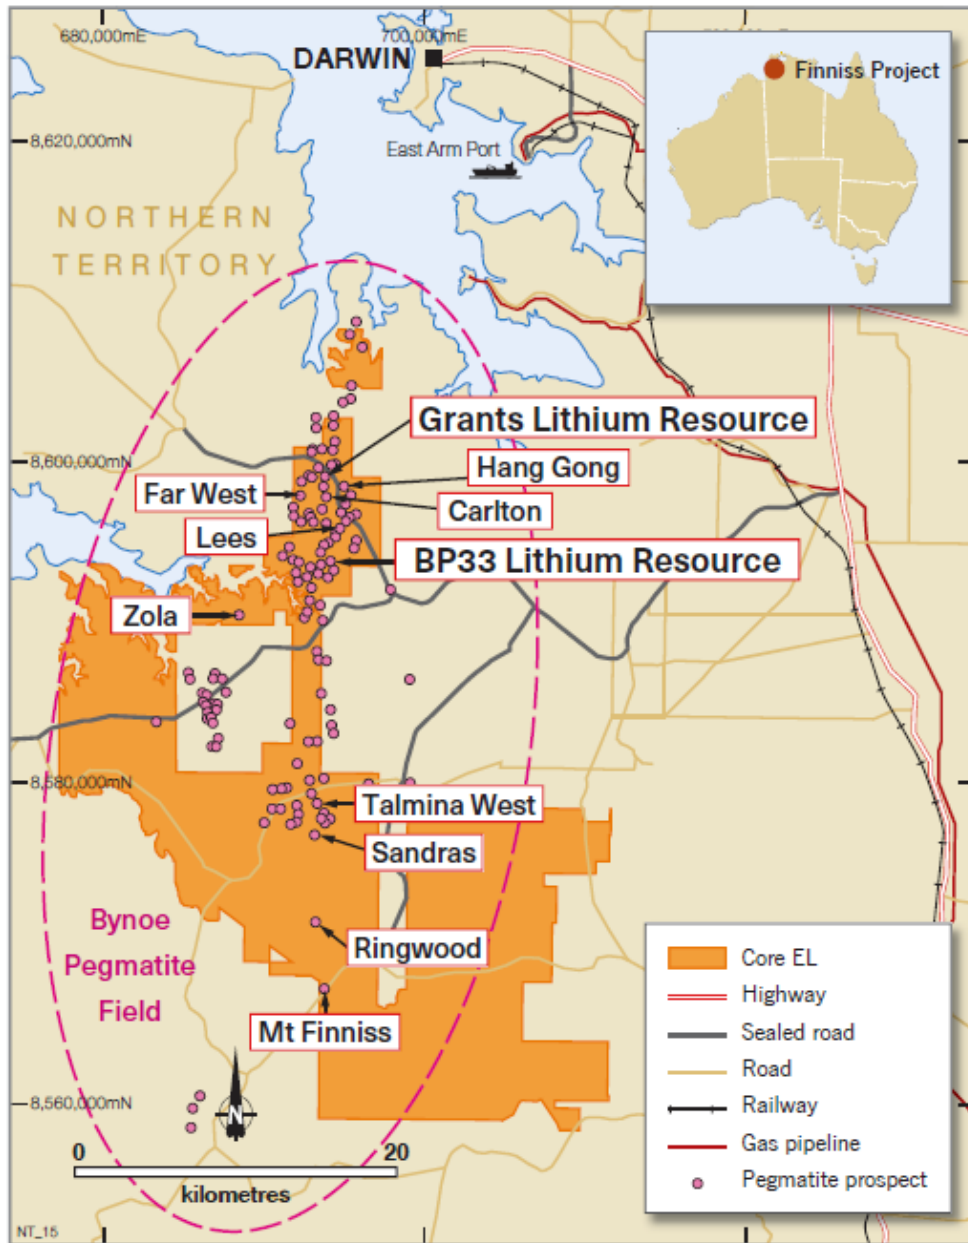 680,000mE
700,000mE
DARWIN
Finniss Project
8,620,000mN
East Arm Port
NORTHERN
TERRITORY
Grants Lithium Resource
8,600,000mN
Hang Gong
Far West
Carlton
Lees
BP33 Lithium Resource
Zola
8,580,000mN
Talmina West
Sandras
Bynoe
Pegmatite
Field
Ringwood
Mt Finniss
Core EL
Highway
Sealed road
Road
Railway
Gas pipeline
Pegmatite prospect
8,560,000mN
N
0 20
kilometres
NT_15